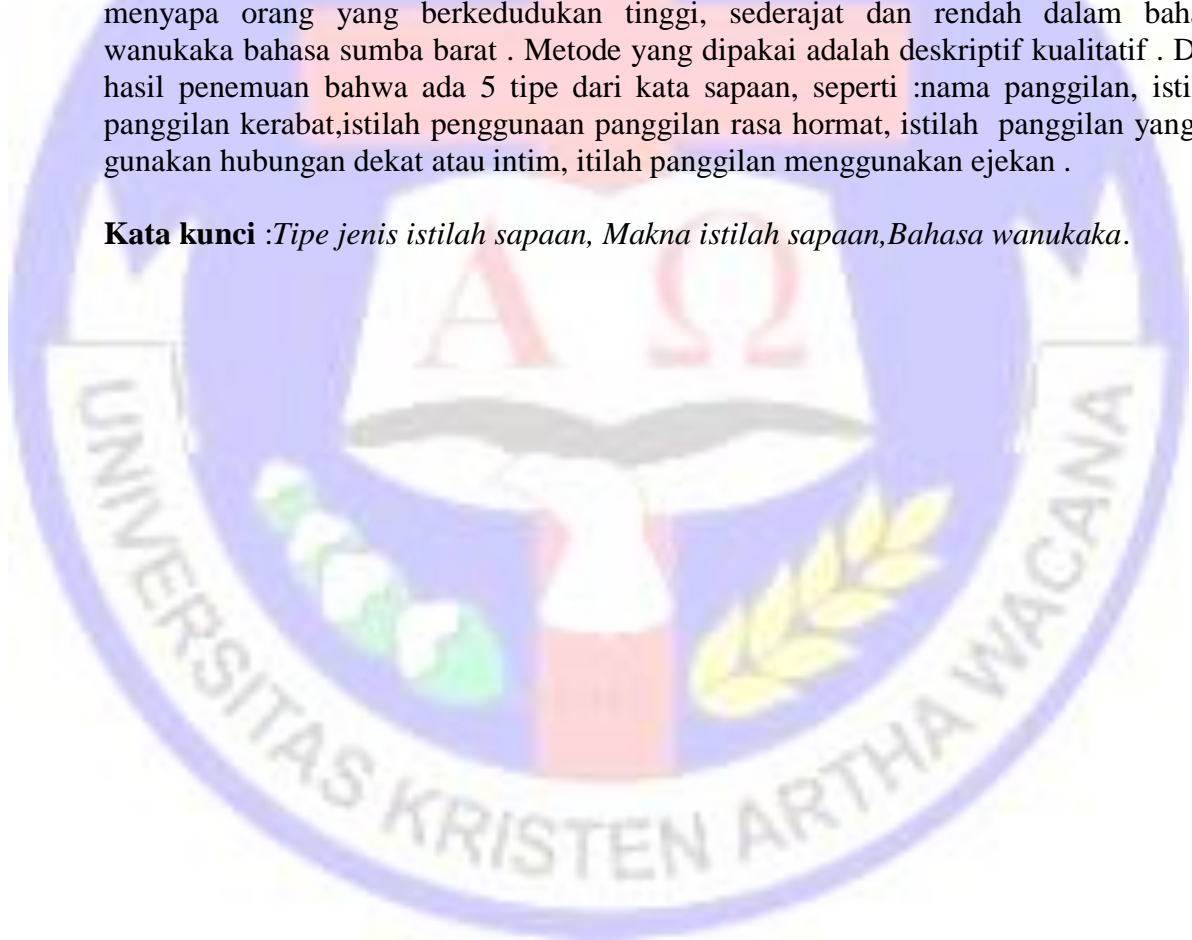 menyapa orang yang berkedudukan tinggi, sederajat dan rendah dalam
wanukaka bahasa sumba barat . Metode yang dipakai adalah deskriptif kualitatif .
hasil penemuan bahwa ada 5 tipe dari kata sapaan, seperti :nama panggilan,
panggilan kerabat,istilah penggunaan panggilan rasa hormat, istilah panggilan yang
gunakan hubungan dekat atau intim, itilah panggilan menggunakan ejekan .
Kata kunci :Tipe jenis istilah sapaan, Makna istilah sapaan,Bahasa wanukaka.
Α Ω
UNIVERSITAS KRISTEN ARTHA WACANA